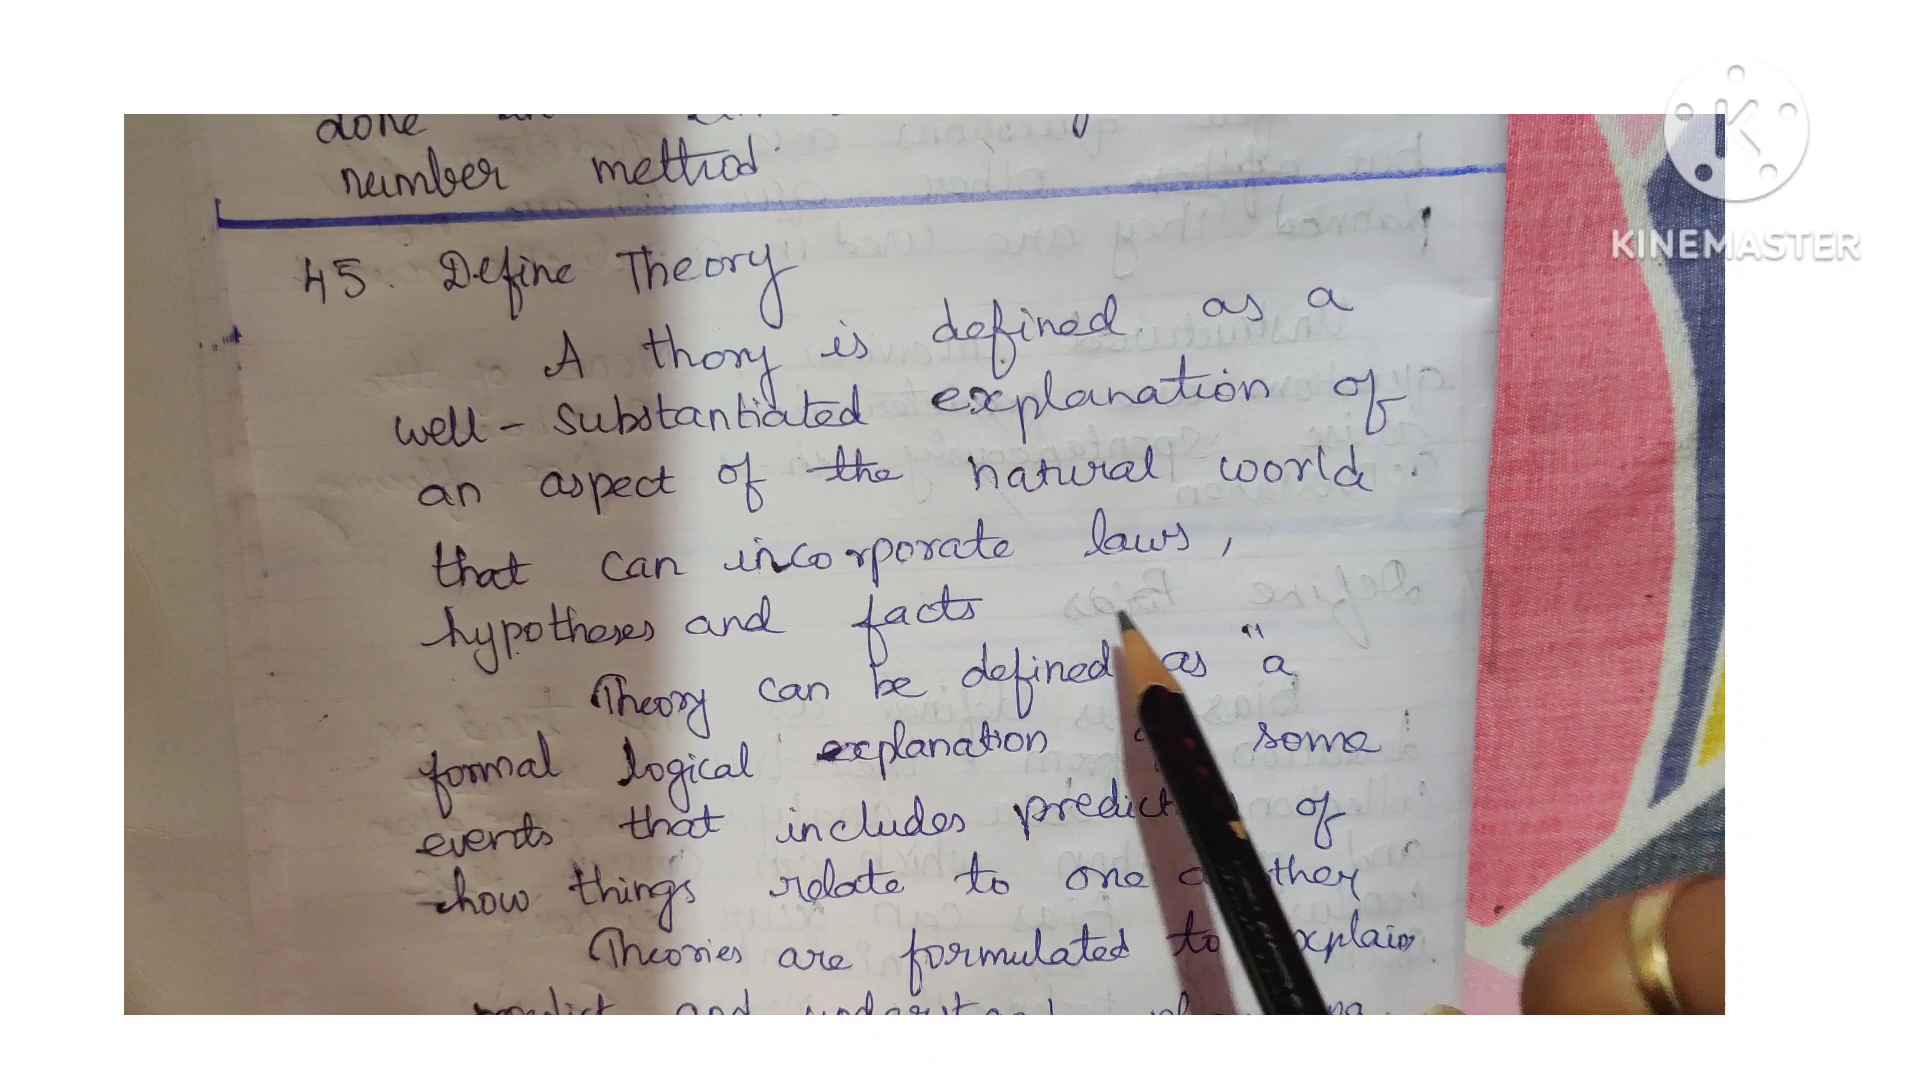 done
number method.
KINEMASTER
45. Define Theory
A thory is defined as a
well - substantiated explanation of
an aspect of the natural world
that can incorporate laws,
hypotheses and facts
Theory can be defined as "a
formal logical explanation some
events that includes of
how things relate to one
Theories are formulated to
predict and